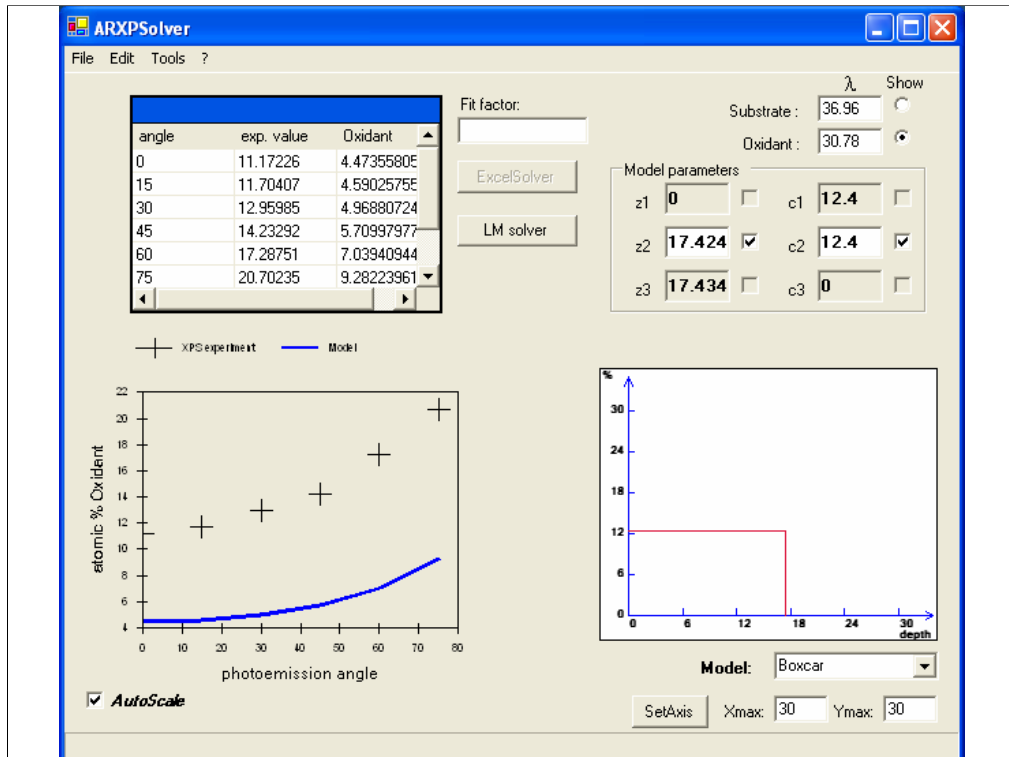 ARXPSolver
File Edit Tools ?
λ Show
Fit factor:
Substrate : 36.96
Oxidant : 30.78
angle exp. value Oxidant
0 11.17226 4.47355805
15 11.70407 4.59025755
30 12.95985 4.96880724
45 14.23292 5.70997977
60 17.28751 7.03940944
75 20.70235 9.28223961
ExcelSolver
LM solver
Model parameters
z1 0 c1 12.4
z2 17.424 c2 12.4
z3 17.434 c3 0
XPS experiment Model
22
20
18
16
14
12
10
8
6
4
atomic % Oxidant
0 10 20 30 40 50 60 70 80
photoemission angle
%
30
24
18
12
6
0
0 6 12 18 24 30
depth
Model: Boxcar
AutoScale
SetAxis Xmax: 30 Ymax: 30